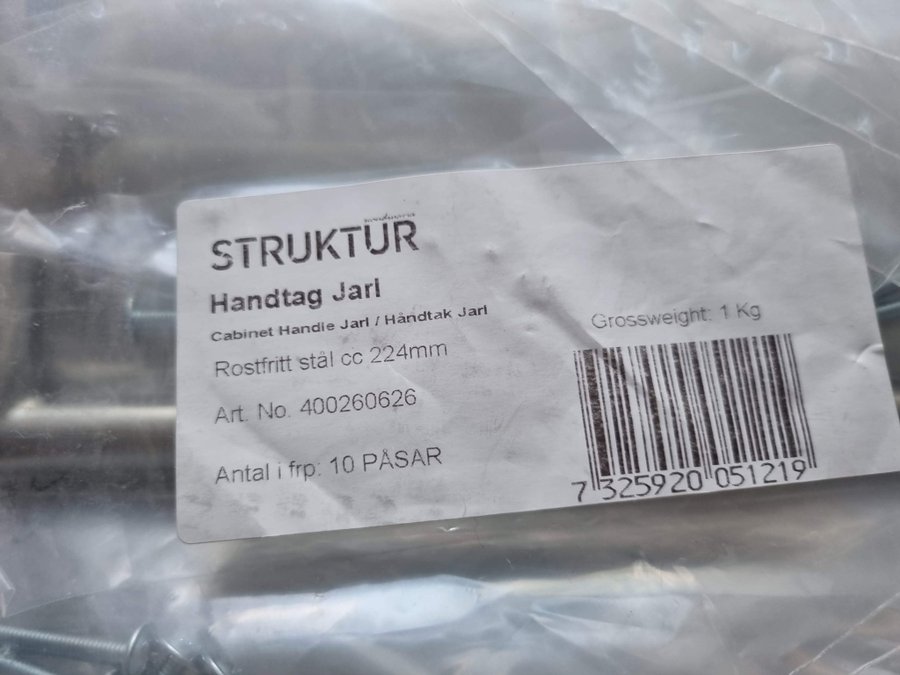 STRUKTUR
Handtag Jarl
Cabinet Handle Jarl / Håndtak Jarl
Rostfritt stål cc 224mm
Art. No. 400260626
Antal i frp: 10 PÅSAR
Grossweight: 1 Kg
7 325920 051219